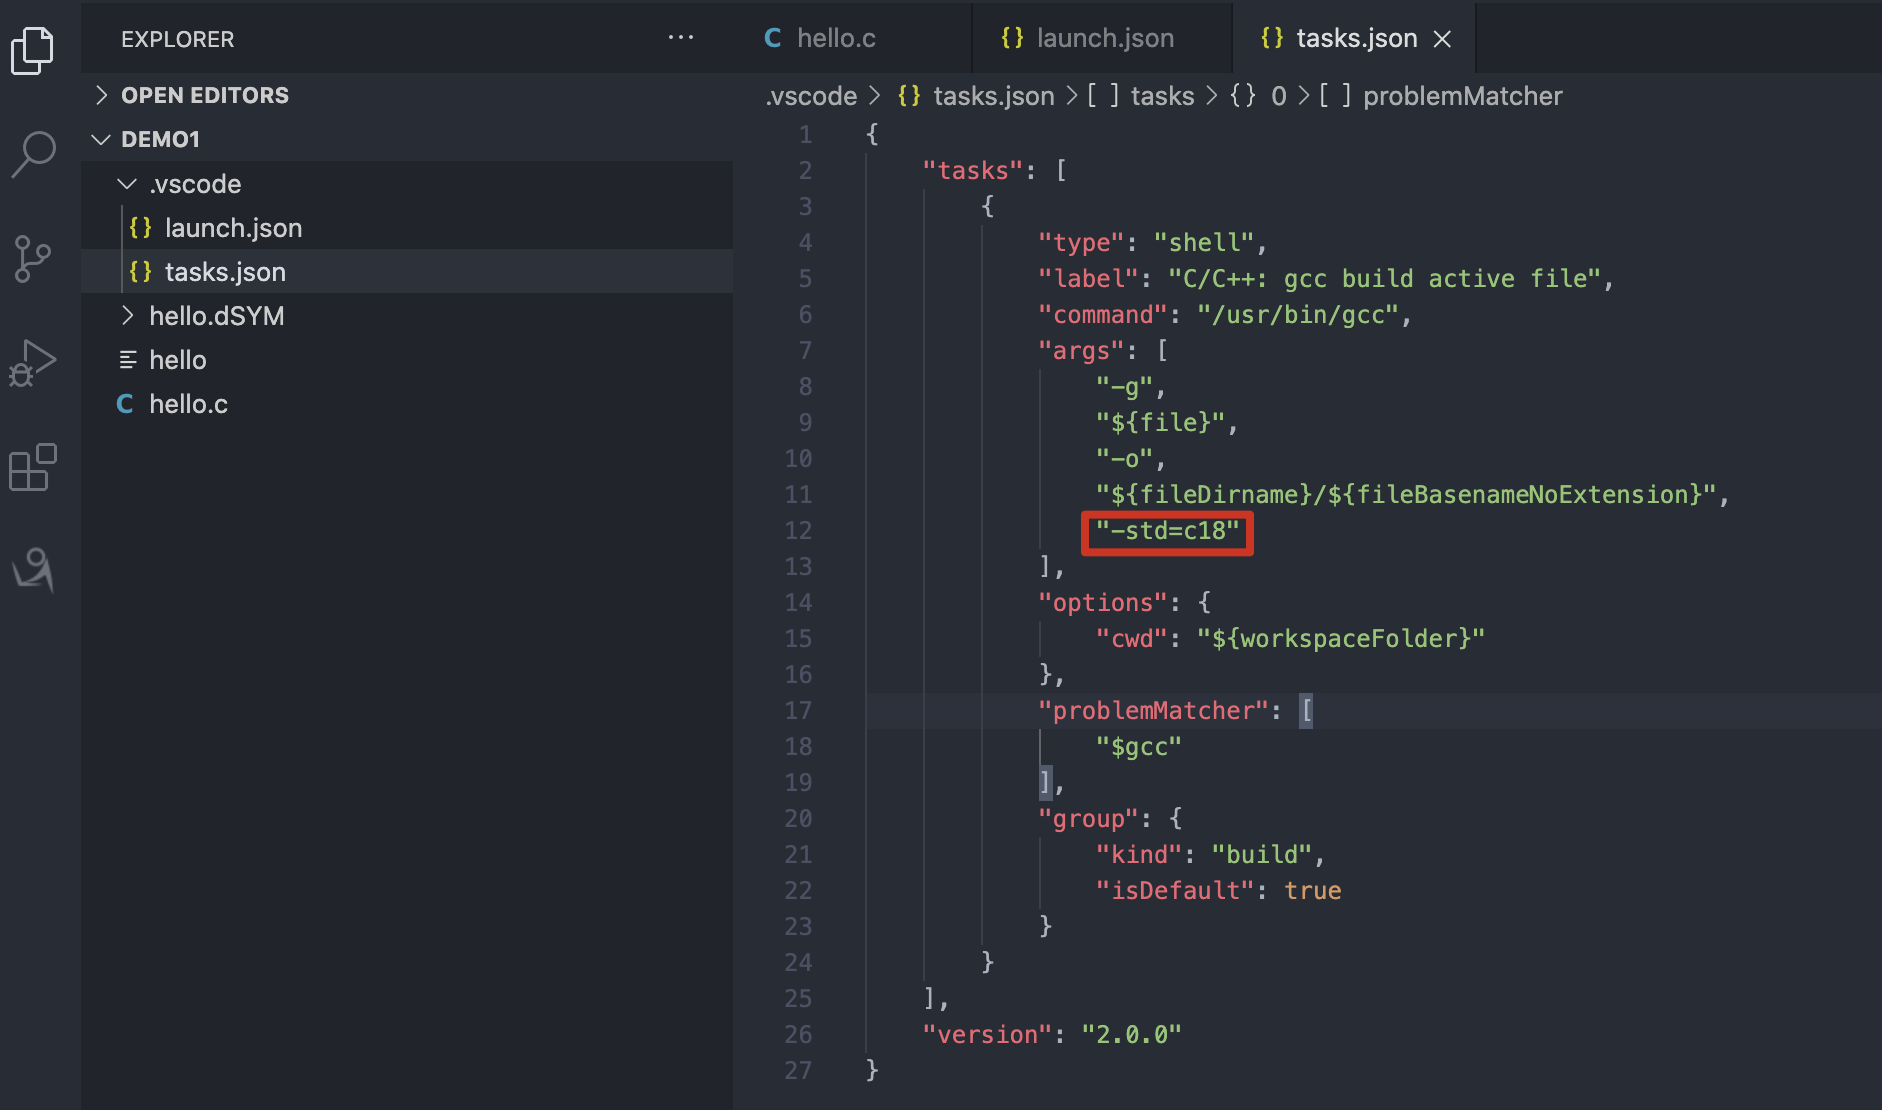 EXPLORER ...
OPEN EDITORS
DEMO1
.vscode
{} launch.json
{} tasks.json
hello.dSYM
hello
C hello.c
C hello.c {} launch.json {} tasks.json
.vscode > {} tasks.json > [ ] tasks > {} 0 > [ ] problemMatcher
1 {
2 "tasks": [
3 {
4 "type": "shell",
5 "label": "C/C++: gcc build active file",
6 "command": "/usr/bin/gcc",
7 "args": [
8 "-g",
9 "${file}",
10 "-o",
11 "${fileDirname}/${fileBasenameNoExtension}",
12 "-std=c18"
13 ],
14 "options": {
15 "cwd": "${workspaceFolder}"
16 },
17 "problemMatcher": [
18 "$gcc"
19 ],
20 "group": {
21 "kind": "build",
22 "isDefault": true
23 }
24 }
25 ],
26 "version": "2.0.0"
27 }